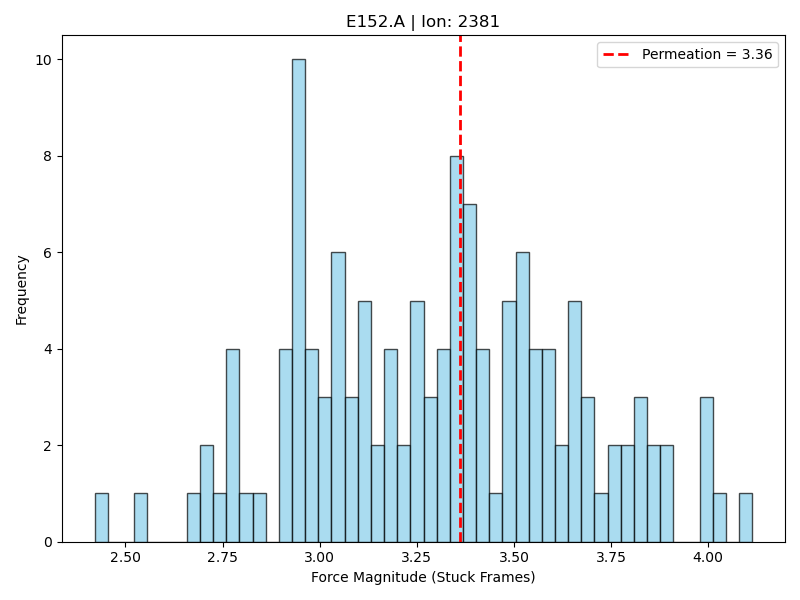 E152.A | Ion: 2381
Permeation = 3.36
Frequency
10
8
6
4
2
0
2.50 2.75 3.00 3.25 3.50 3.75 4.00
Force Magnitude (Stuck Frames)